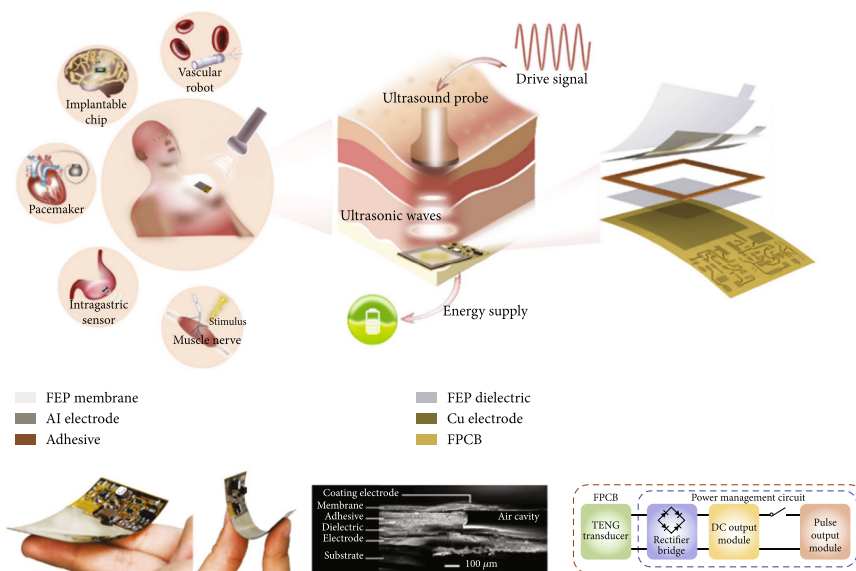 Vascular
robot
Implantable
chip
Pacemaker
Intragastric
sensor
Stimulus
Muscle nerve
Drive signal
Ultrasound probe
Ultrasonic waves
Energy supply
FEP membrane
AI electrode
Adhesive
FEP dielectric
Cu electrode
FPCB
Coating electrode
Membrane
Adhesive
Dielectric
Electrode
Substrate
Air cavity
100 μm
FPCB
Power management circuit
TENG
transducer
Rectifier
bridge
DC output
module
Pulse
output
module